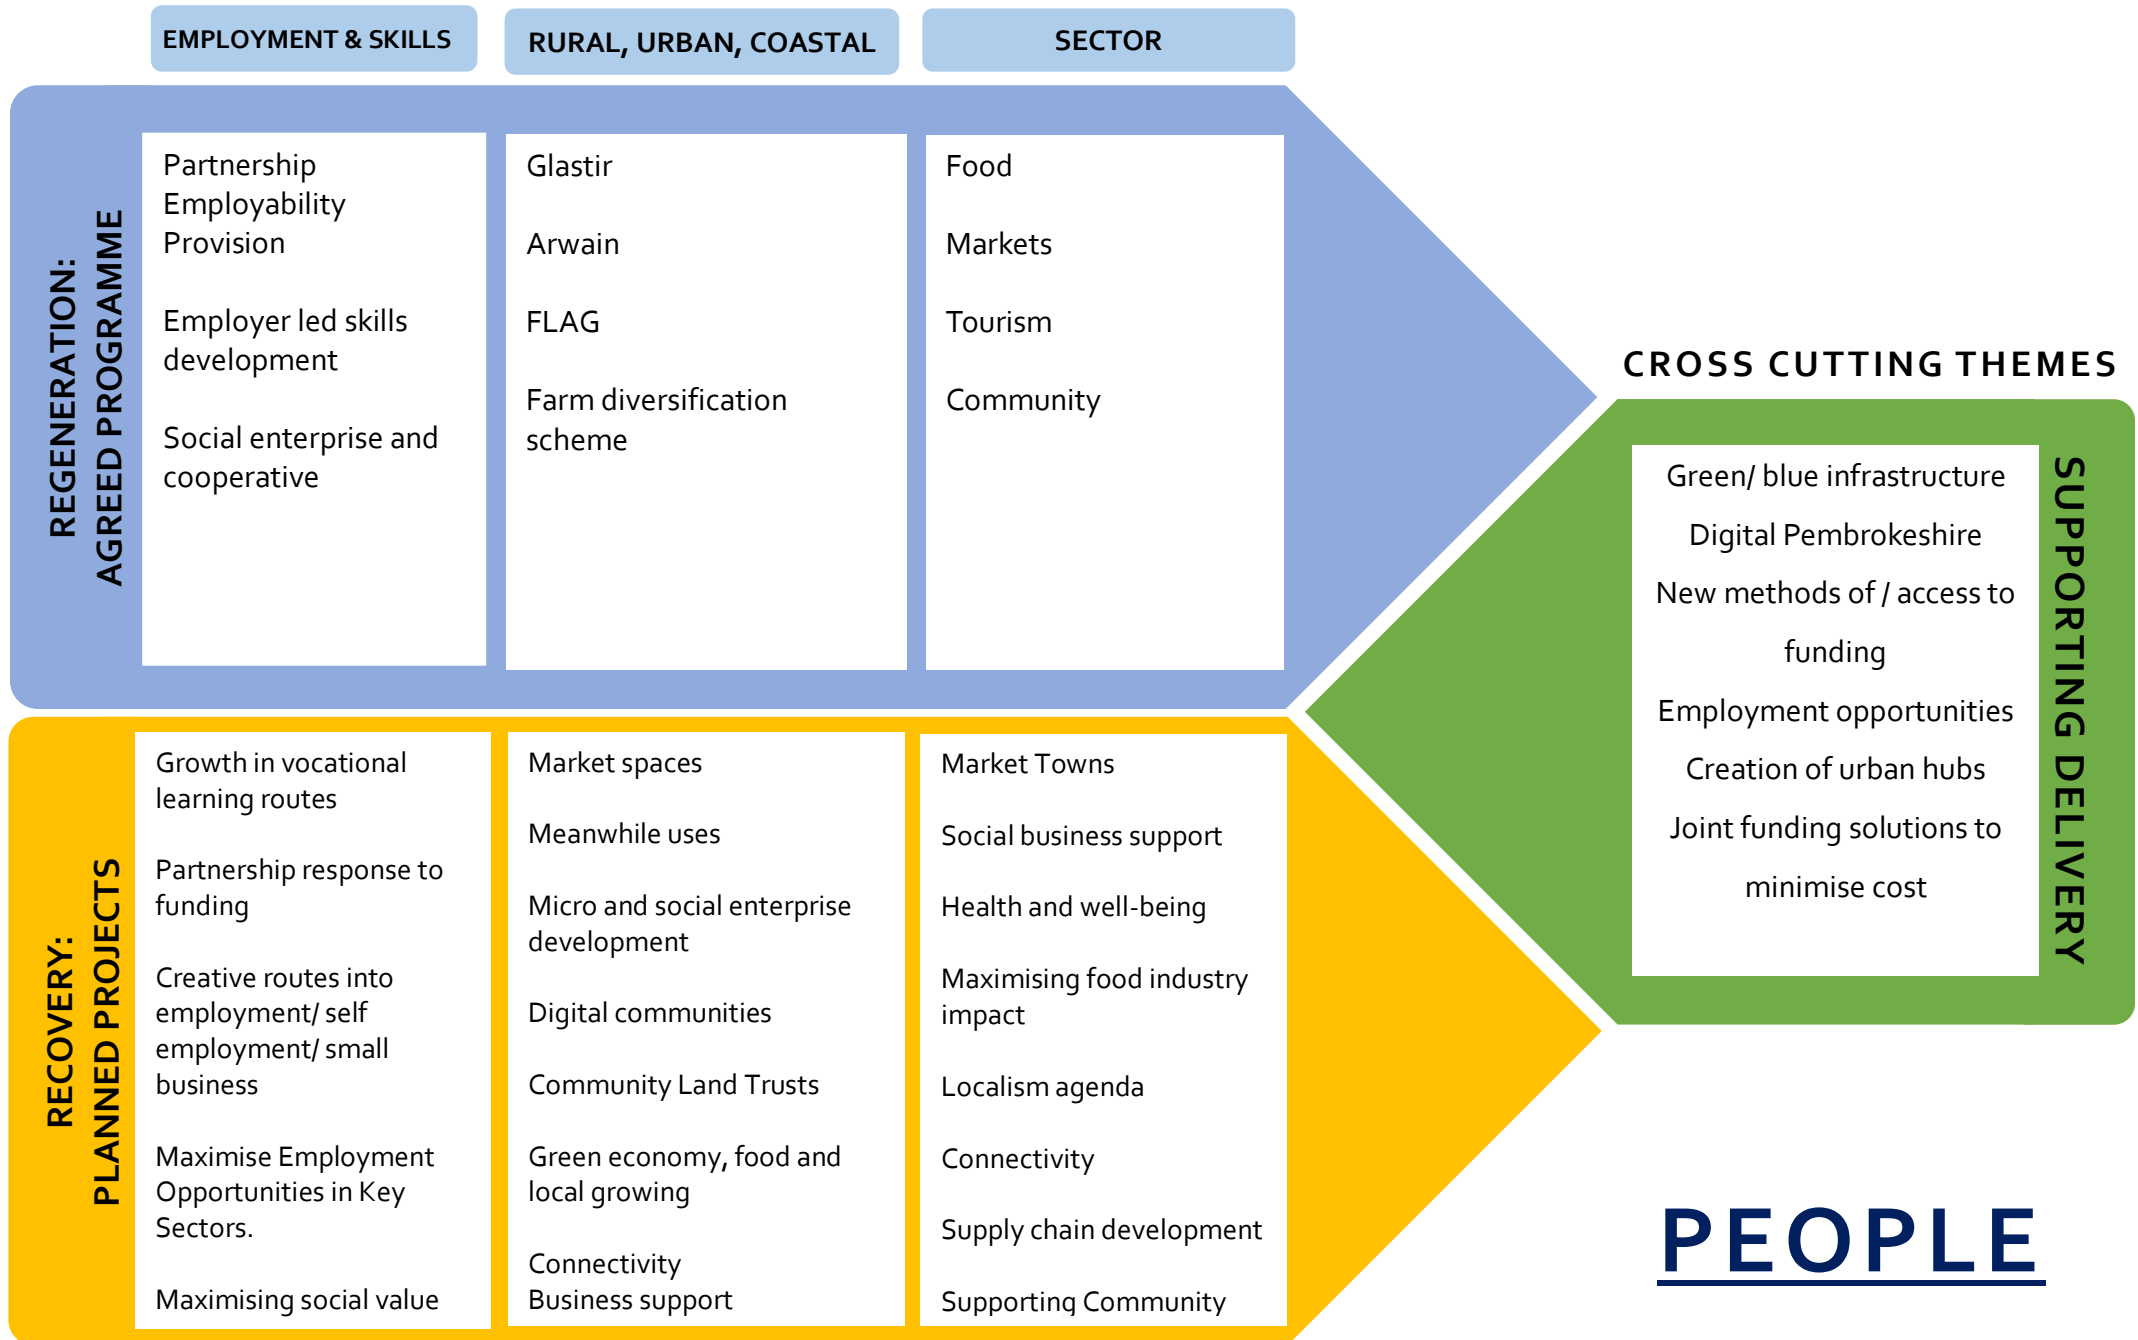 EMPLOYMENT & SKILLS
RURAL, URBAN, COASTAL
SECTOR
REGENERATION:
AGREED PROGRAMME
Partnership
Employability
Provision
Employer led skills
development
Social enterprise and
cooperative
Glastir
Arwain
FLAG
Farm diversification
scheme
Food
Markets
Tourism
Community
RECOVERY:
PLANNED PROJECTS
Growth in vocational
learning routes
Partnership response to
funding
Creative routes into
employment/ self
employment/ small
business
Maximise Employment
Opportunities in Key
Sectors.
Maximising social value
Market spaces
Meanwhile uses
Micro and social enterprise
development
Digital communities
Community Land Trusts
Green economy, food and
local growing
Connectivity
Business support
Market Towns
Social business support
Health and well-being
Maximising food industry
impact
Localism agenda
Connectivity
Supply chain development
Supporting Community
CROSS CUTTING THEMES
Green/ blue infrastructure
Digital Pembrokeshire
New methods of / access to
funding
Employment opportunities
Creation of urban hubs
Joint funding solutions to
minimise cost
SUPPORTING DELIVERY
PEOPLE